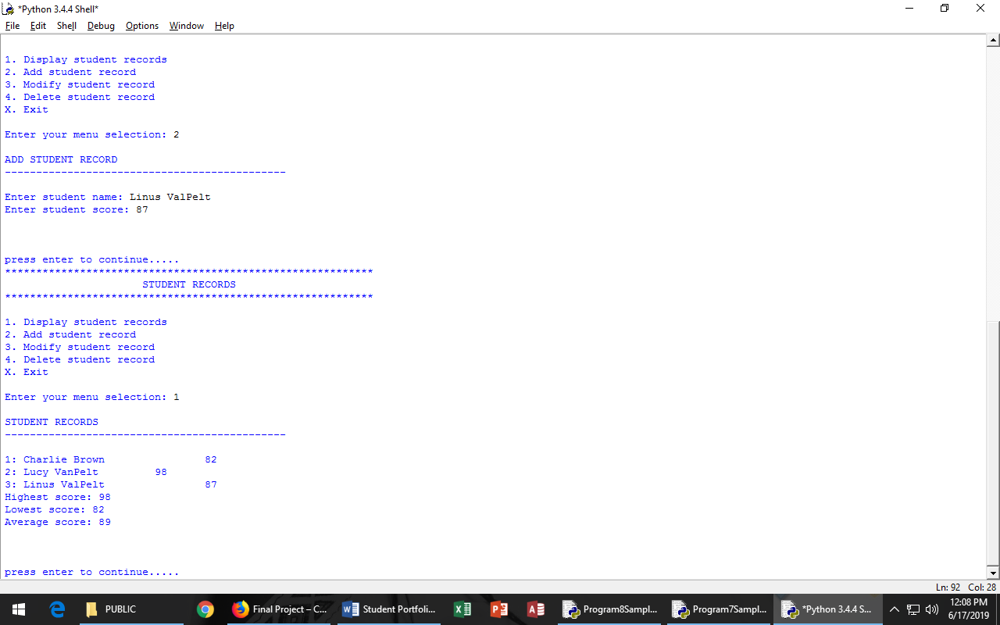 *Python 3.4.4 Shell*
File Edit Shell Debug Options Window Help
1. Display student records
2. Add student record
3. Modify student record
4. Delete student record
X. Exit
Enter your menu selection: 2
ADD STUDENT RECORD
---------------------------------------------
Enter student name: Linus ValPelt
Enter student score: 87
press enter to continue.....
***********************************************************
STUDENT RECORDS
***********************************************************
1. Display student records
2. Add student record
3. Modify student record
4. Delete student record
X. Exit
Enter your menu selection: 1
STUDENT RECORDS
---------------------------------------------
1: Charlie Brown 82
2: Lucy VanPelt 98
3: Linus ValPelt 87
Highest score: 98
Lowest score: 82
Average score: 89
press enter to continue.....
Ln: 92 Col: 28
PUBLIC
Final Project – C...
Student Portfolio...
Program8Sampl...
Program7Sampl...
*Python 3.4.4 S...
12:08 PM
6/17/2019